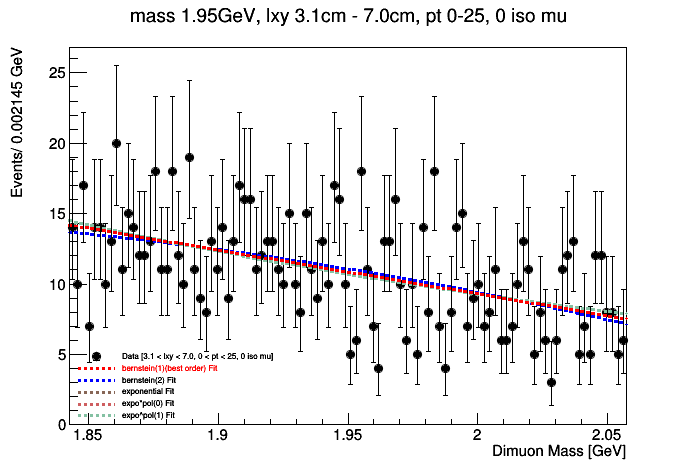 mass 1.95GeV, lxy 3.1cm - 7.0cm, pt 0-25, 0 iso mu
Events/ 0.002145 GeV
25
20
15
10
5
0
Data [3.1 < lxy < 7.0, 0 < pt < 25, 0 iso mu]
bernstein(1)(best order) Fit
bernstein(2) Fit
exponential Fit
expo*pol(0) Fit
expo^pol(1) Fit
1.85 1.9 1.95 2 2.05
Dimuon Mass [GeV]